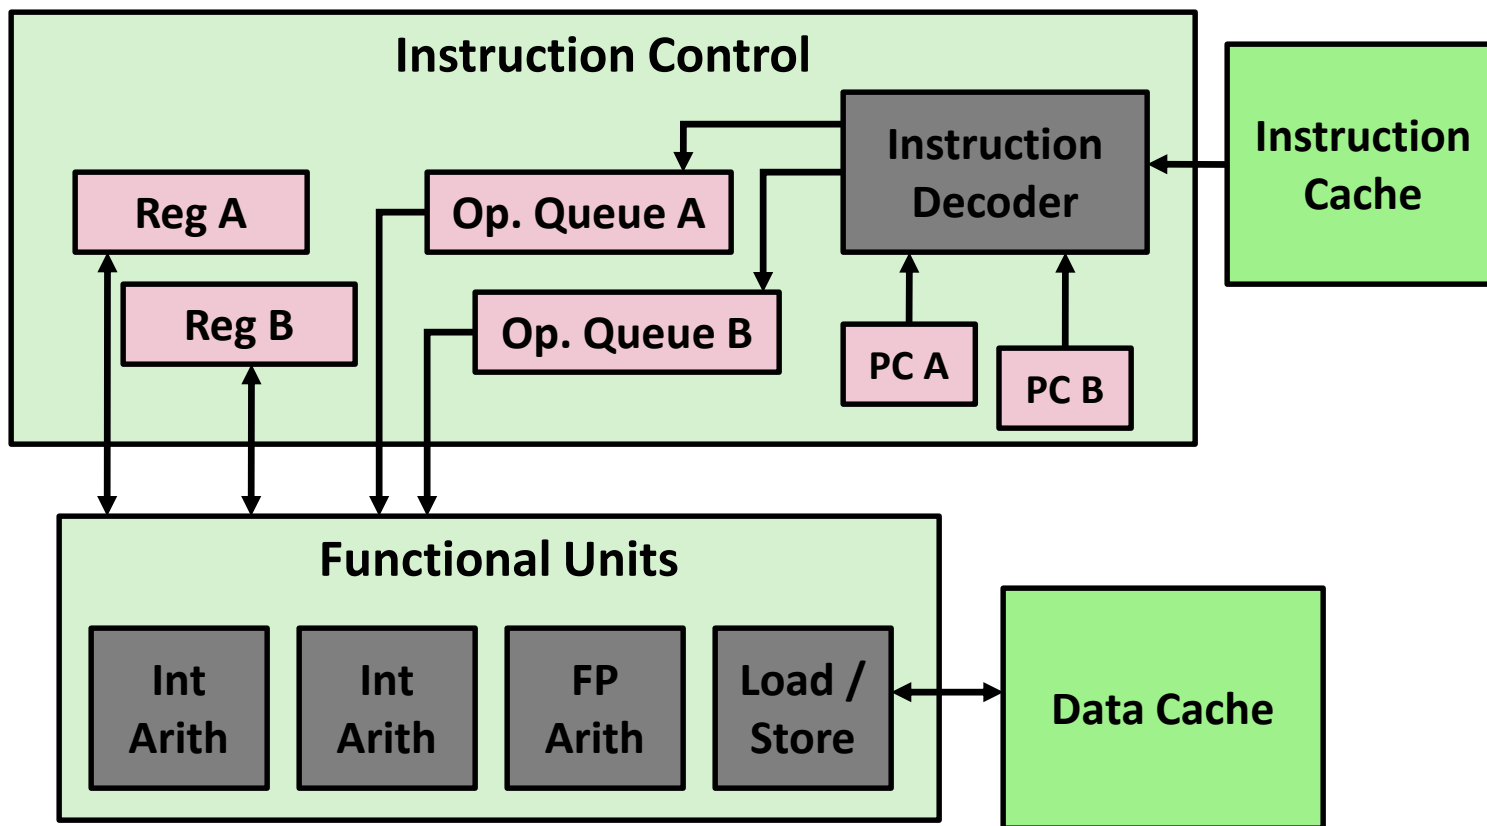 Instruction Control
Instruction
Decoder
Instruction
Cache
Reg A
Op. Queue A
Reg B
Op. Queue B
PC A
PC B
Functional Units
Int
Arith
Int
Arith
FP
Arith
Load /
Store
Data Cache